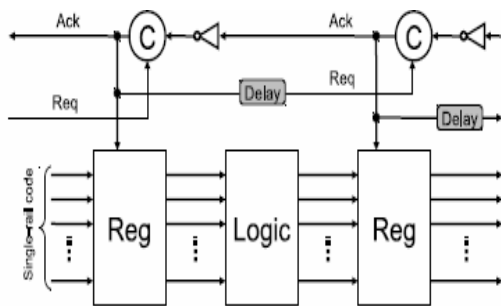 Ack
C
Ack
C
Req
Delay
Req
Delay
Single-rail code
Reg
Logic
Reg